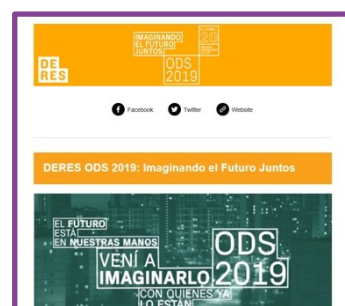 IMAGINANDO
EL FUTURO
JUNTOS
20
DE
RES
ODS
2019
Facebook
Twitter
Website
DERES ODS 2019: Imaginando el Futuro Juntos
EL FUTURO
ESTÁ
EN NUESTRAS MANOS
ODS
2019
VENÍ A
IMAGINARLO
CON QUIENES YA
LO ESTÁN